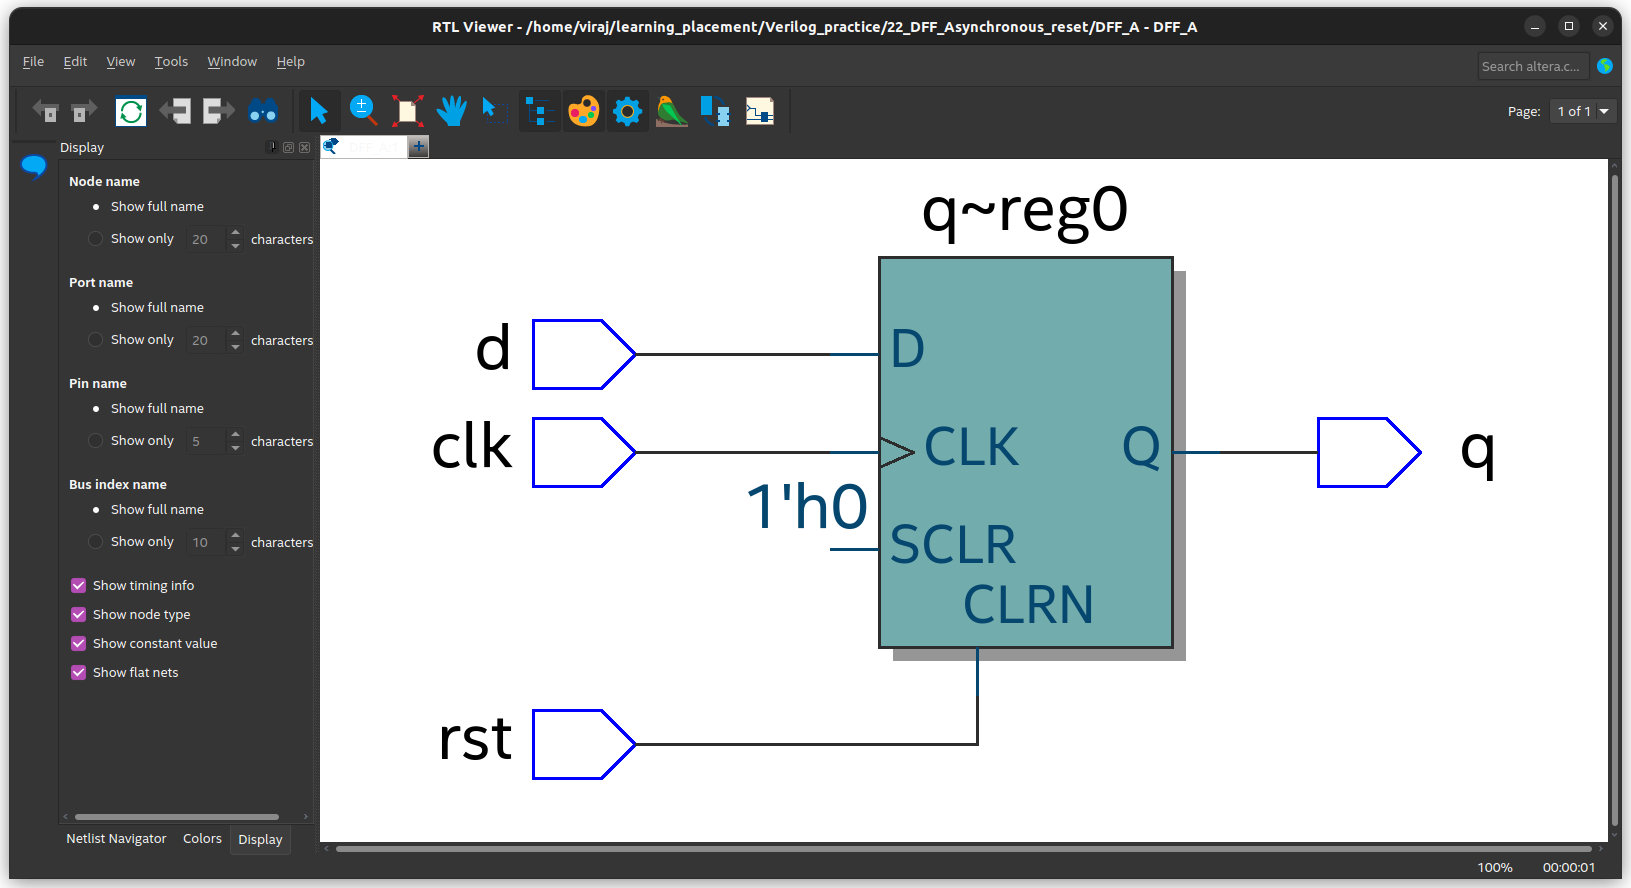 RTL Viewer - /home/viraj/learning_placement/Verilog_practice/22_DFF_Asynchronous_reset/DFF_A - DFF_A
File Edit View Tools Window Help
Search altera.c...
Page: 1 of 1
Display
Node name
Show full name
Show only 20 characters
Port name
Show full name
Show only 20 characters
Pin name
Show full name
Show only 5 characters
Bus index name
Show full name
Show only 10 characters
Show timing info
Show node type
Show constant value
Show flat nets
Netlist Navigator Colors Display
q~reg0
d
D
clk
CLK
Q
q
1'h0
SCLR
CLRN
rst
100% 00:00:01